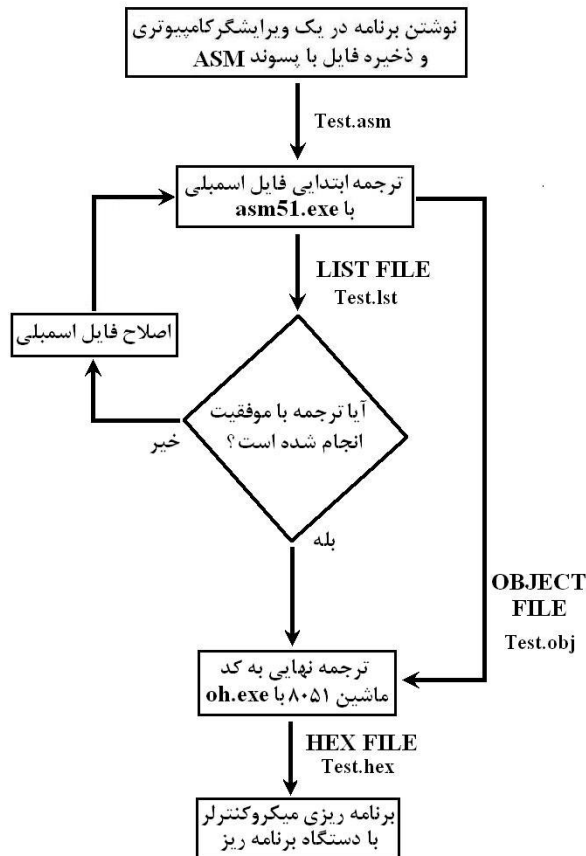 نوشتن برنامه در یک ویرایشگرکامپیوتری
و ذخیره فایل با پسوند ASM
Test.asm
ترجمه ابتدایی فایل اسمبلی
با asm51.exe
LIST FILE
Test.lst
اصلاح فایل اسمبلی
آیا ترجمه با موفقیت
انجام شده است؟
خیر
بله
OBJECT
FILE
Test.obj
ترجمه نهایی به کد
ماشین ۸۰۵۱ با oh.exe
HEX FILE
Test.hex
برنامه ریزی میکروکنترلر
با دستگاه برنامه ریز